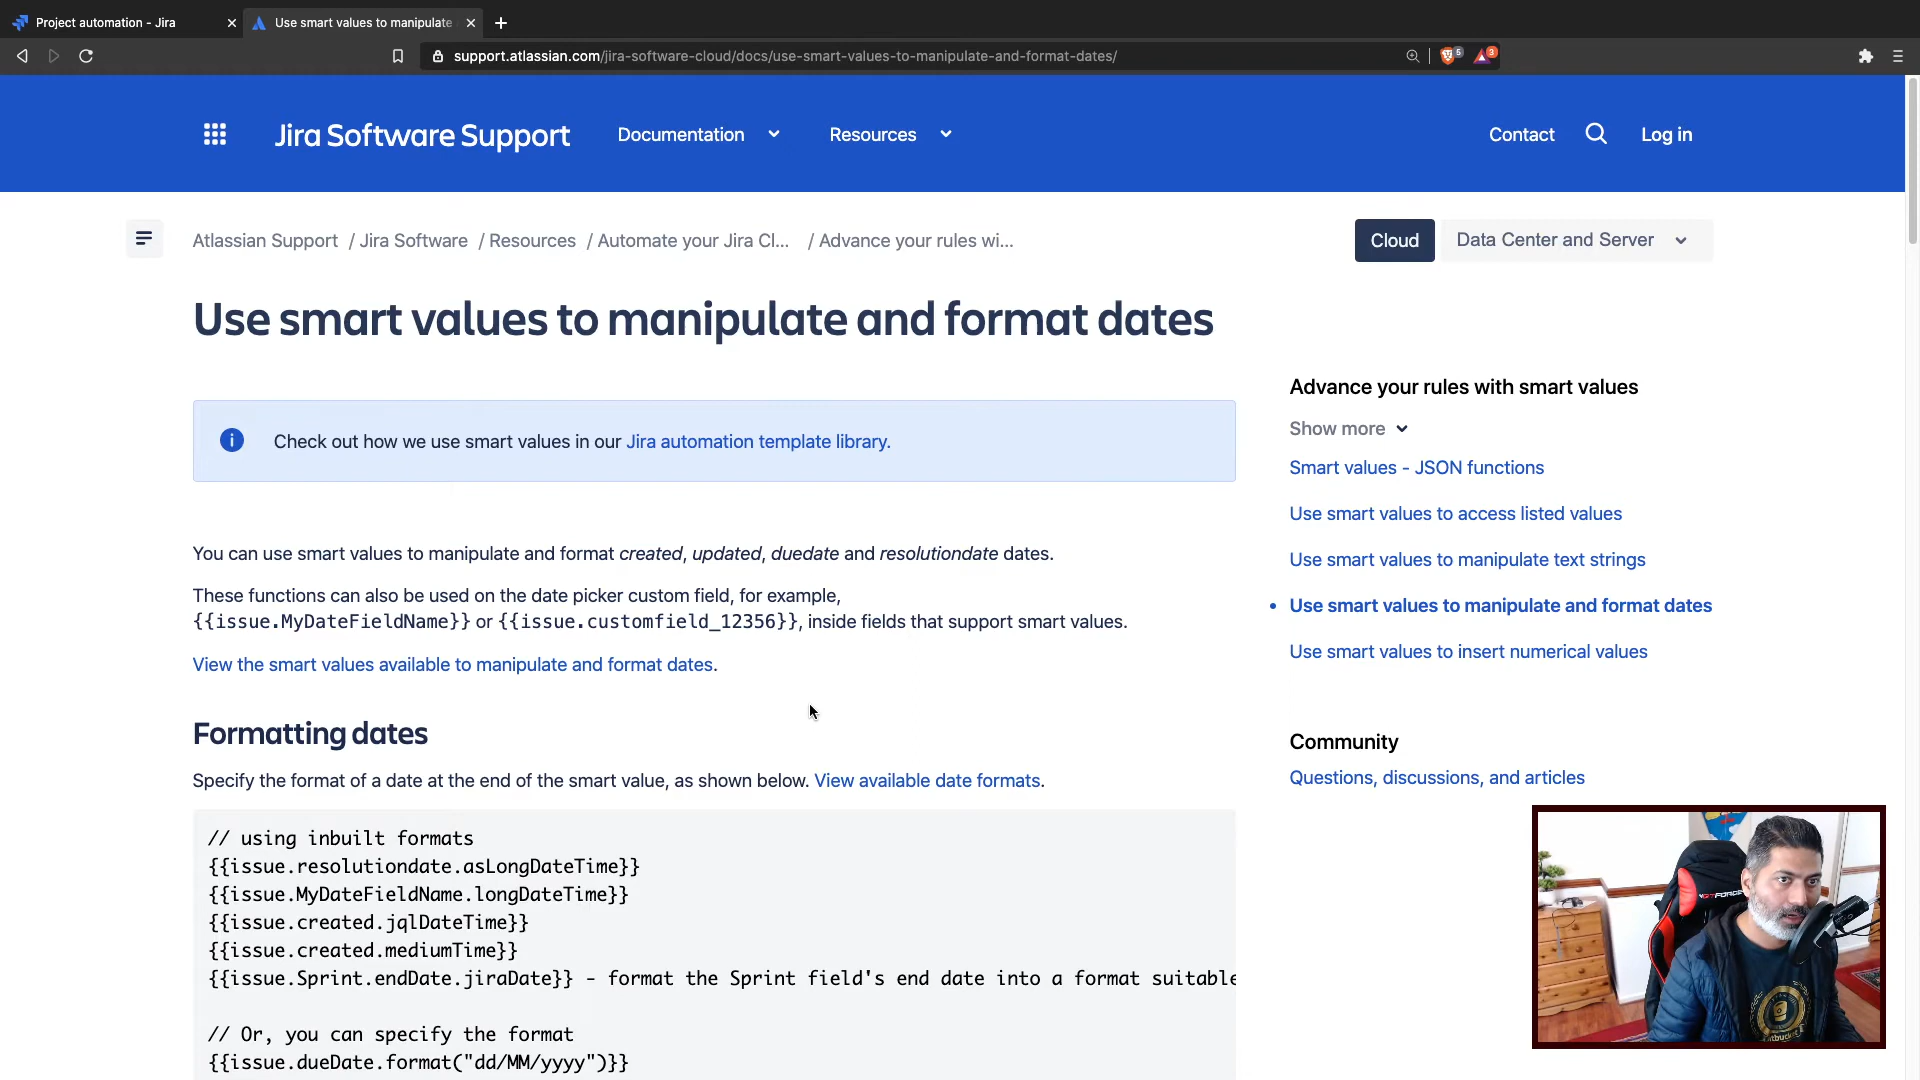 Project automation - Jira
Use smart values to manipulate
support.atlassian.com/jira-software-cloud/docs/use-smart-values-to-manipulate-and-format-dates/
5
3
Jira Software Support
Documentation
Resources
Contact
Log in
Atlassian Support / Jira Software / Resources / Automate your Jira Cl... / Advance your rules wi...
Cloud
Data Center and Server
Use smart values to manipulate and format dates
Check out how we use smart values in our Jira automation template library.
You can use smart values to manipulate and format created, updated, duedate and resolutiondate dates.
These functions can also be used on the date picker custom field, for example,
{{issue.MyDateFieldName}} or {{issue.customfield_12356}}, inside fields that support smart values.
View the smart values available to manipulate and format dates.
Formatting dates
Specify the format of a date at the end of the smart value, as shown below. View available date formats.
// using inbuilt formats
{{issue.resolutiondate.asLongDateTime}}
{{issue.MyDateFieldName.longDateTime}}
{{issue.created.jqlDateTime}}
{{issue.created.mediumTime}}
{{issue.Sprint.endDate.jiraDate}} - format the Sprint field's end date into a format suitable
// Or, you can specify the format
{{issue.dueDate.format("dd/MM/yyyy")}}
Advance your rules with smart values
Show more
Smart values - JSON functions
Use smart values to access listed values
Use smart values to manipulate text strings
• Use smart values to manipulate and format dates
Use smart values to insert numerical values
Community
Questions, discussions, and articles